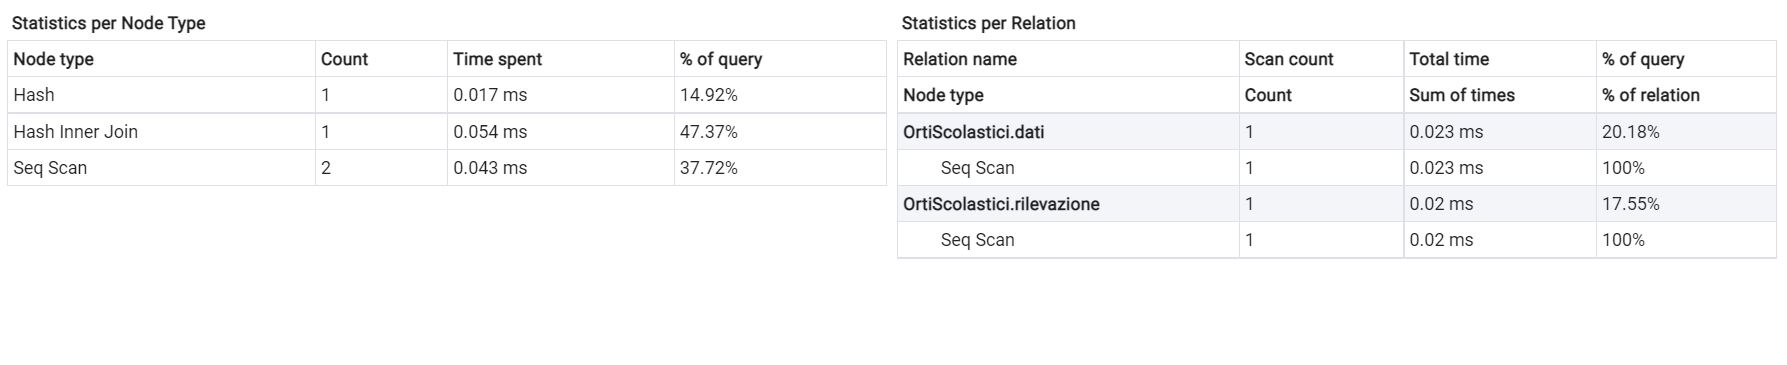 Statistics per Node Type
Node type Count Time spent % of query
Hash 1 0.017 ms 14.92%
Hash Inner Join 1 0.054 ms 47.37%
Seq Scan 2 0.043 ms 37.72%
Statistics per Relation
Relation name Scan count Total time % of query
Node type Count Sum of times % of relation
OrtiScolastici.dati 1 0.023 ms 20.18%
Seq Scan 1 0.023 ms 100%
OrtiScolastici.rilevazione 1 0.02 ms 17.55%
Seq Scan 1 0.02 ms 100%